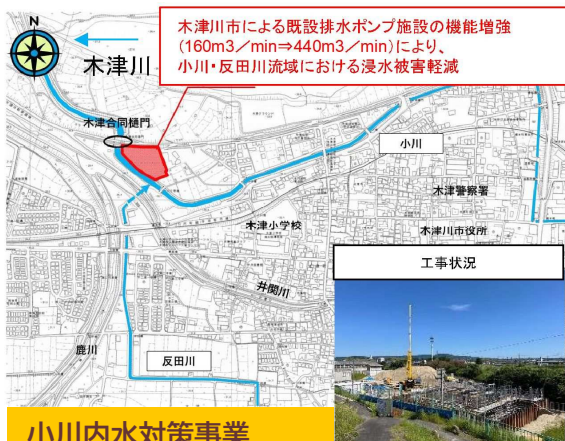 木津川市による既設排水ポンプ施設の機能増強
(160m3/min⇒440m3/min)により、
小川・反田川流域における浸水被害軽減
N
木津川
木津合同樋門
小川
木津警察署
木津小学校
木津川市役所
井関川
工事状況
鹿川
反田川
小川内水対策事業